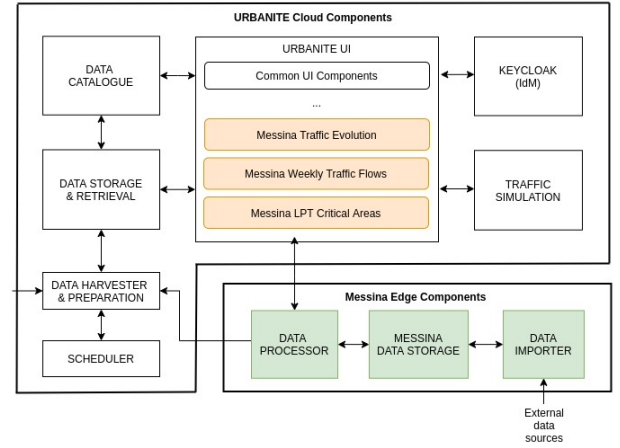 URBANITE Cloud Components
DATA
CATALOGUE
URBANITE UI
Common UI Components
...
Messina Traffic Evolution
Messina Weekly Traffic Flows
Messina LPT Critical Areas
KEYCLOAK
(IdM)
DATA STORAGE
& RETRIEVAL
TRAFFIC
SIMULATION
DATA HARVESTER
& PREPARATION
SCHEDULER
Messina Edge Components
DATA
PROCESSOR
MESSINA
DATA STORAGE
DATA
IMPORTER
External
data
sources